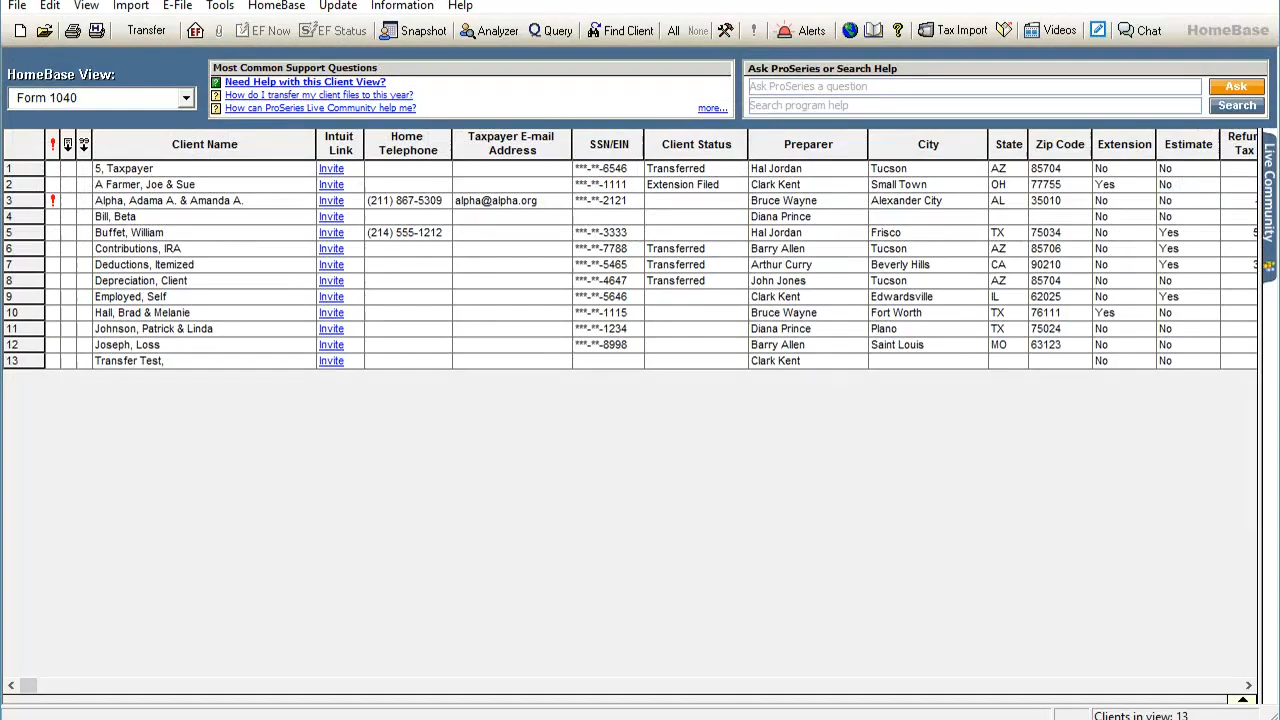 File Edit View Import E-File Tools HomeBase Update Information Help
Transfer EF Now EF Status Snapshot Analyzer Query Find Client All None ! Alerts ? Tax Import Videos Chat HomeBase
HomeBase View:
Form 1040
Most Common Support Questions
Need Help with this Client View?
How do I transfer my client files to this year?
How can ProSeries Live Community help me?
more...
Ask ProSeries or Search Help
Ask ProSeries a question
Ask
Search program help
Search
! Client Name Intuit Link Home Telephone Taxpayer E-mail Address SSN/EIN Client Status Preparer City State Zip Code Extension Estimate Tax
1 5, Taxpayer Invite ***-**-6546 Transferred Hal Jordan Tucson AZ 85704 No No
2 A Farmer, Joe & Sue Invite ***-**-1111 Extension Filed Clark Kent Small Town OH 77755 Yes No
3 ! Alpha, Adama A. & Amanda A. Invite (211) 867-5309 alpha@alpha.org ***-**-2121 Bruce Wayne Alexander City AL 35010 No No
4 Bill, Beta Invite Diana Prince No No
5 Buffet, William Invite (214) 555-1212 ***-**-3333 Hal Jordan Frisco TX 75034 No Yes 5
6 Contributions, IRA Invite ***-**-7788 Transferred Barry Allen Tucson AZ 85706 No Yes
7 Deductions, Itemized Invite ***-**-5465 Transferred Arthur Curry Beverly Hills CA 90210 No Yes 3
8 Depreciation, Client Invite ***-**-4647 Transferred John Jones Tucson AZ 85704 No No
9 Employed, Self Invite ***-**-5646 Clark Kent Edwardsville IL 62025 No Yes
10 Hall, Brad & Melanie Invite ***-**-1115 Bruce Wayne Fort Worth TX 76111 Yes No
11 Johnson, Patrick & Linda Invite ***-**-1234 Diana Prince Plano TX 75024 No No
12 Joseph, Loss Invite ***-**-8998 Barry Allen Saint Louis MO 63123 No No
13 Transfer Test, Invite Clark Kent No No
Live Community
Clients in view: 13